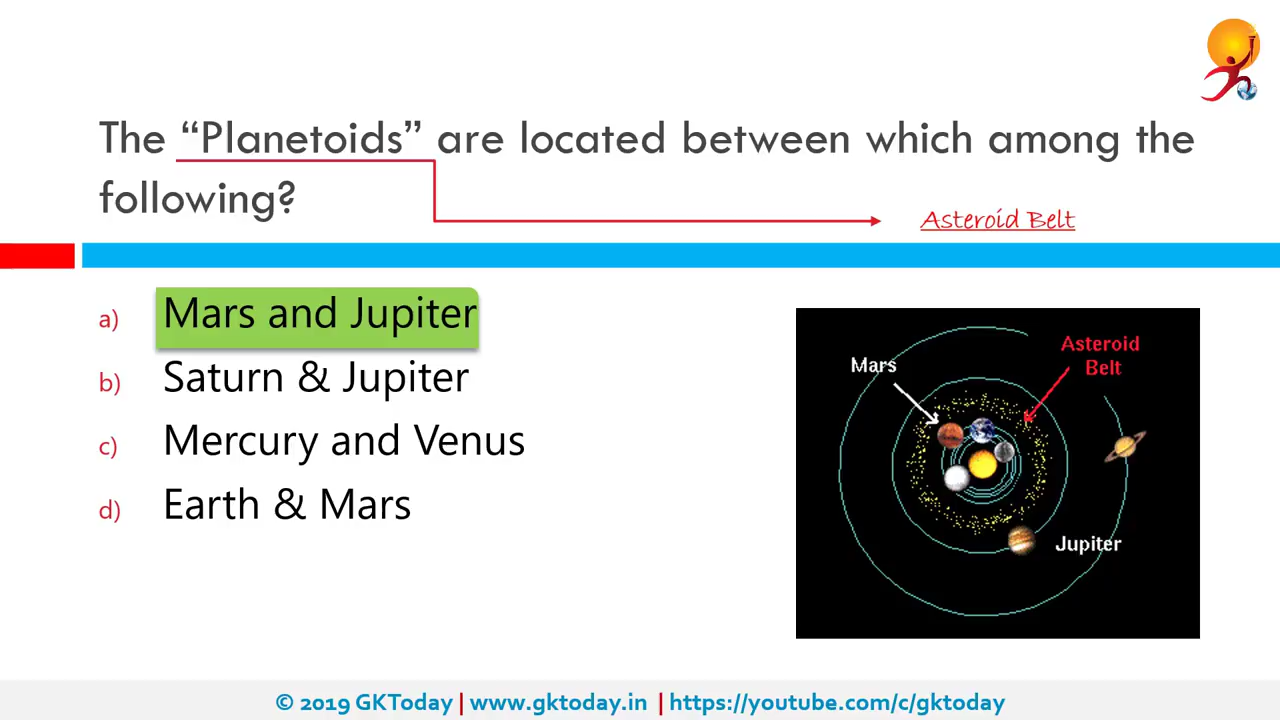 The “Planetoids” are located between which among the
following?
Asteroid Belt
a) Mars and Jupiter
b) Saturn & Jupiter
c) Mercury and Venus
d) Earth & Mars
Asteroid
Belt
Mars
Jupiter
© 2019 GKToday | www.gktoday.in | https://youtube.com/c/gktoday